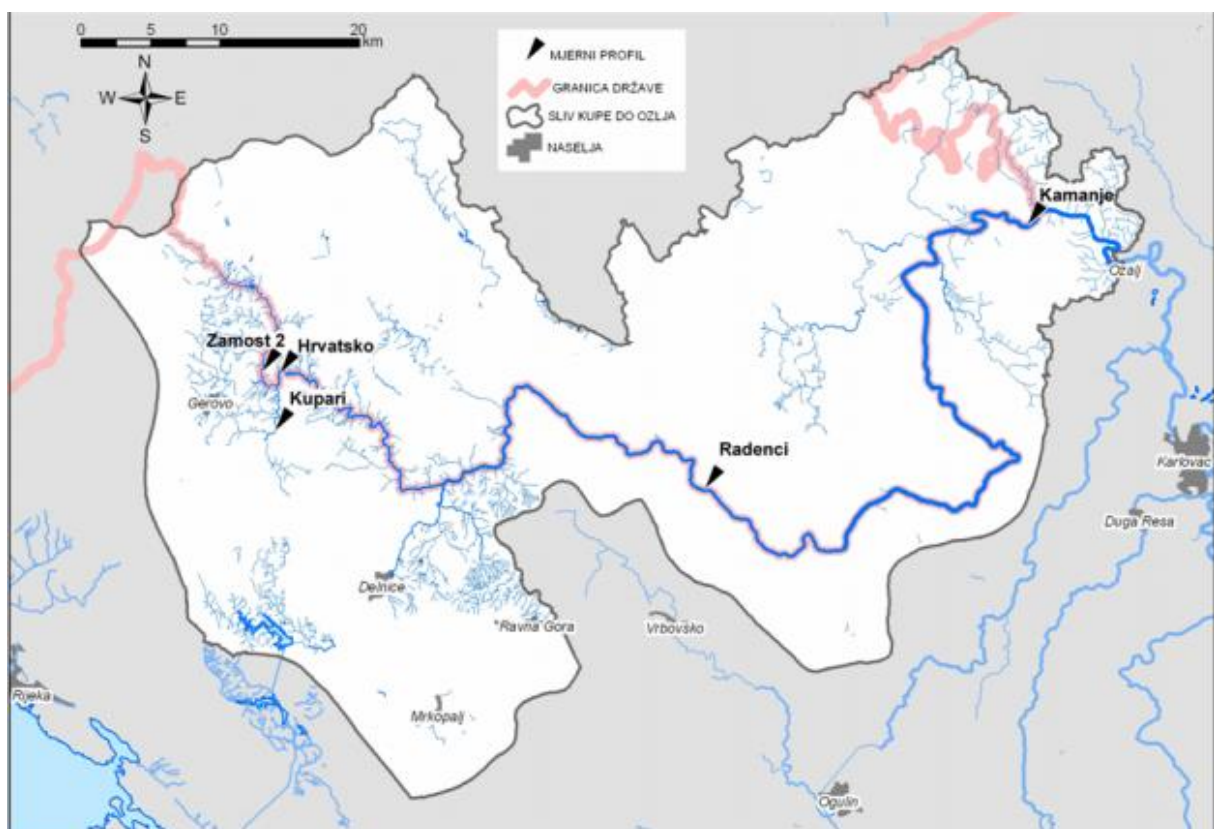 0 5 10 20
km
N
W E
S
MJERNI PROFIL
GRANICA DRŽAVE
SLIV KUPE DO OZLJA
NASELJA
Kamanje
Ozalj
Zamost 2
Hrvatsko
Gerovo
Kupari
Radenci
Karlovac
Duga Resa
Delnice
Ravna Gora
Vrbovsko
Rijeka
Mrkopalj
Ogulin